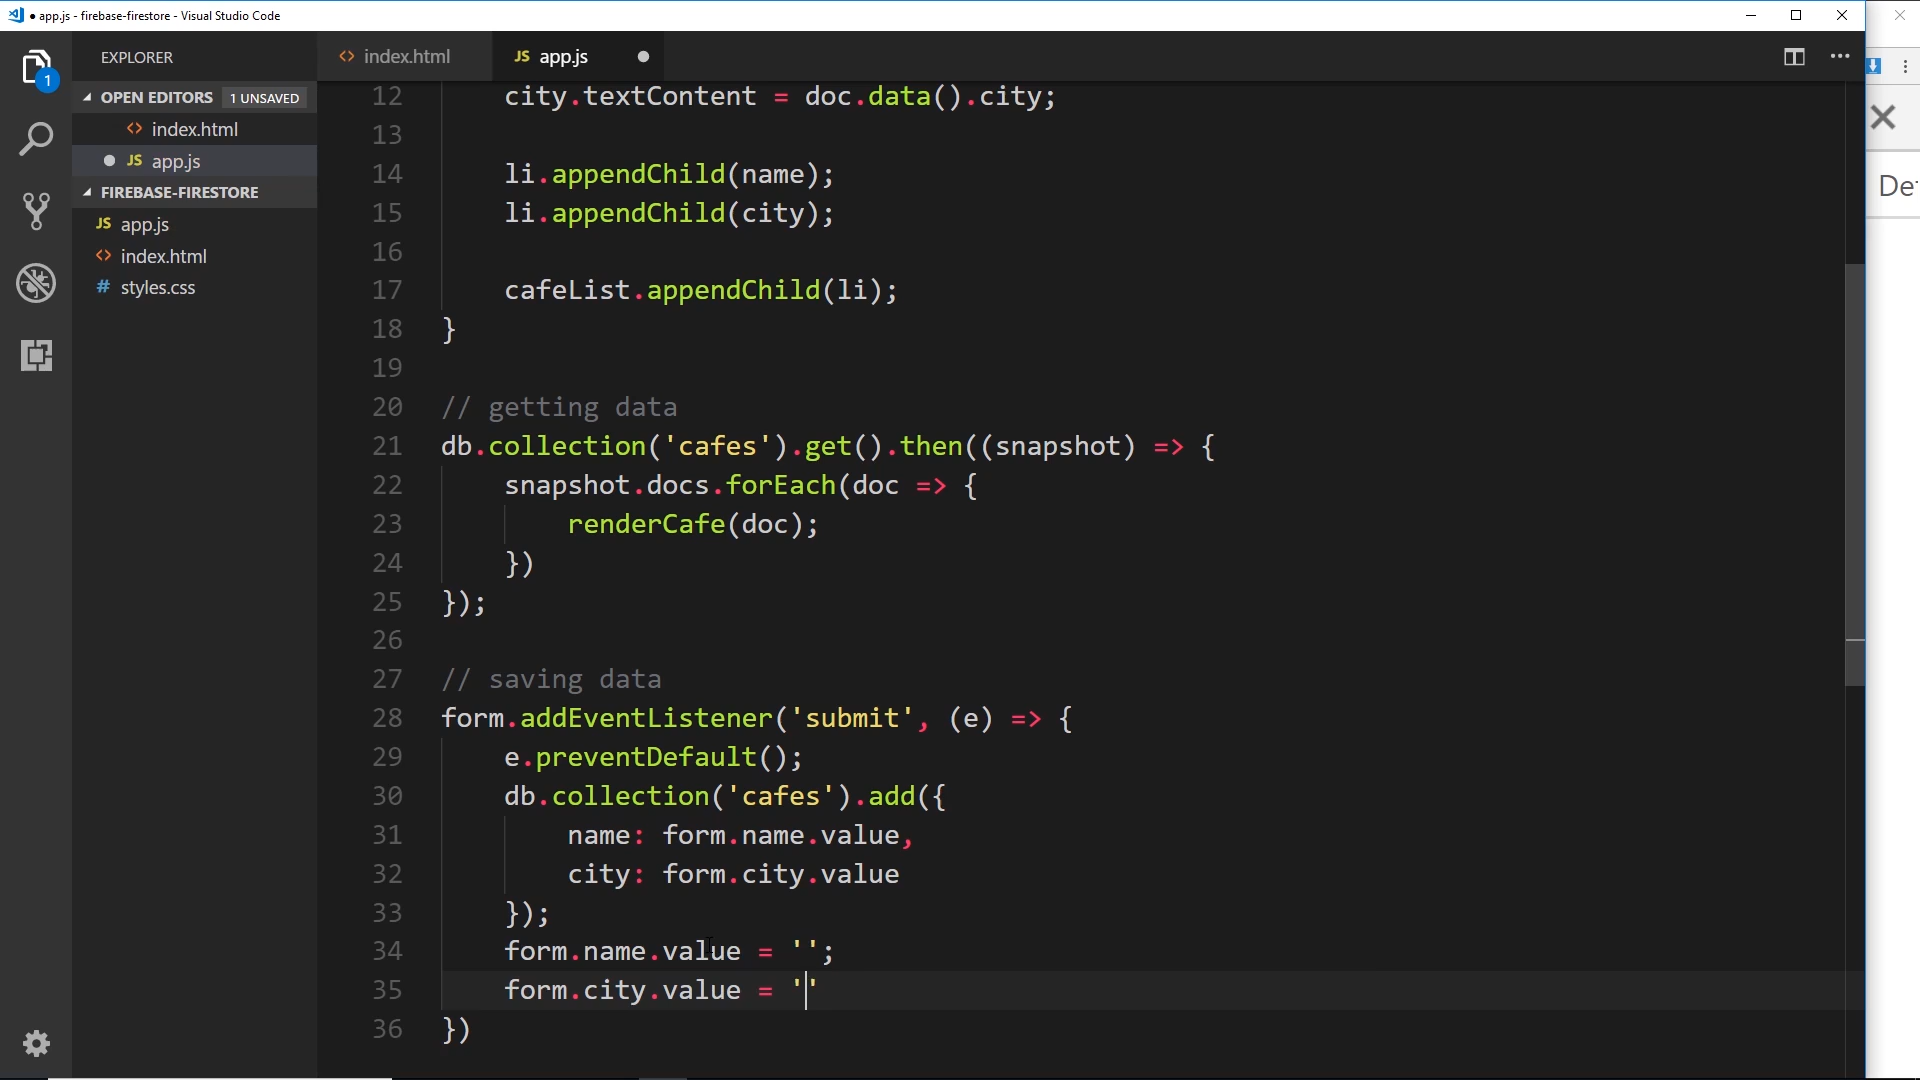 app.js - firebase-firestore - Visual Studio Code
EXPLORER
index.html
JS app.js
OPEN EDITORS 1 UNSAVED
index.html
JS app.js
FIREBASE-FIRESTORE
JS app.js
index.html
# styles.css
1
12 city.textContent = doc.data().city;
13
14 li.appendChild(name);
15 li.appendChild(city);
16
17 cafeList.appendChild(li);
18 }
19
20 // getting data
21 db.collection('cafes').get().then((snapshot) => {
22 snapshot.docs.forEach(doc => {
23 renderCafe(doc);
24 })
25 });
26
27 // saving data
28 form.addEventListener('submit', (e) => {
29 e.preventDefault();
30 db.collection('cafes').add({
31 name: form.name.value,
32 city: form.city.value
33 });
34 form.name.value = '';
35 form.city.value = ''
36 })